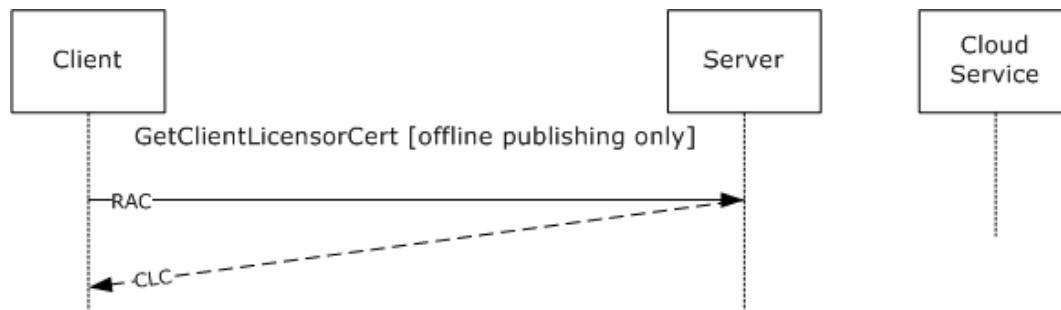 Client
Server
Cloud
Service
GetClientLicensorCert [offline publishing only]
RAC
CLC